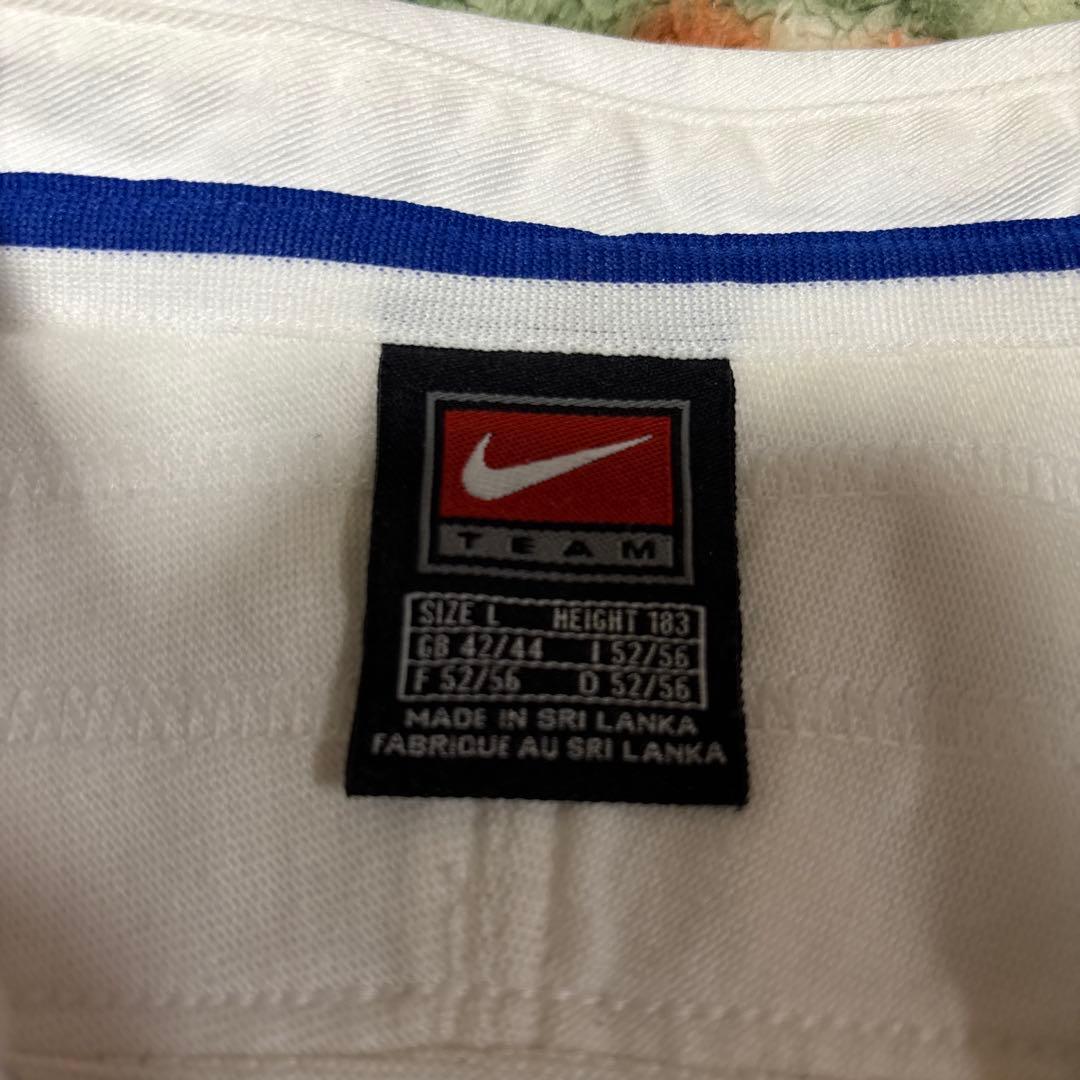 TEAM
SIZE L HEIGHT 183
GB 42/44 I 52/56
F 52/56 D 52/56
MADE IN SRI LANKA
FABRIQUE AU SRI LANKA